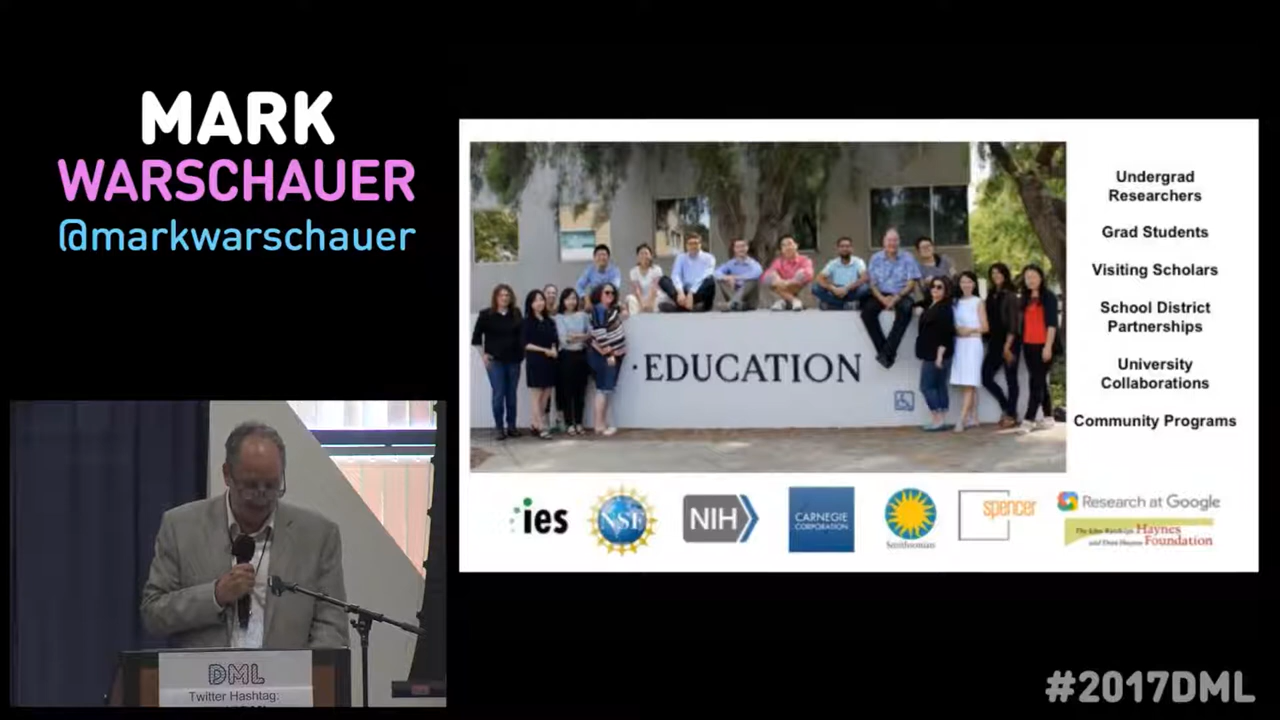 MARK
WARSCHAUER
@markwarschauer
DML
Twitter Hashtag:
·EDUCATION
Undergrad
Researchers
Grad Students
Visiting Scholars
School District
Partnerships
University
Collaborations
Community Programs
ies
NSF
NIH
CARNEGIE
CORPORATION
Smithsonian
spencer
Research at Google
Haynes
Foundation
#2017DML